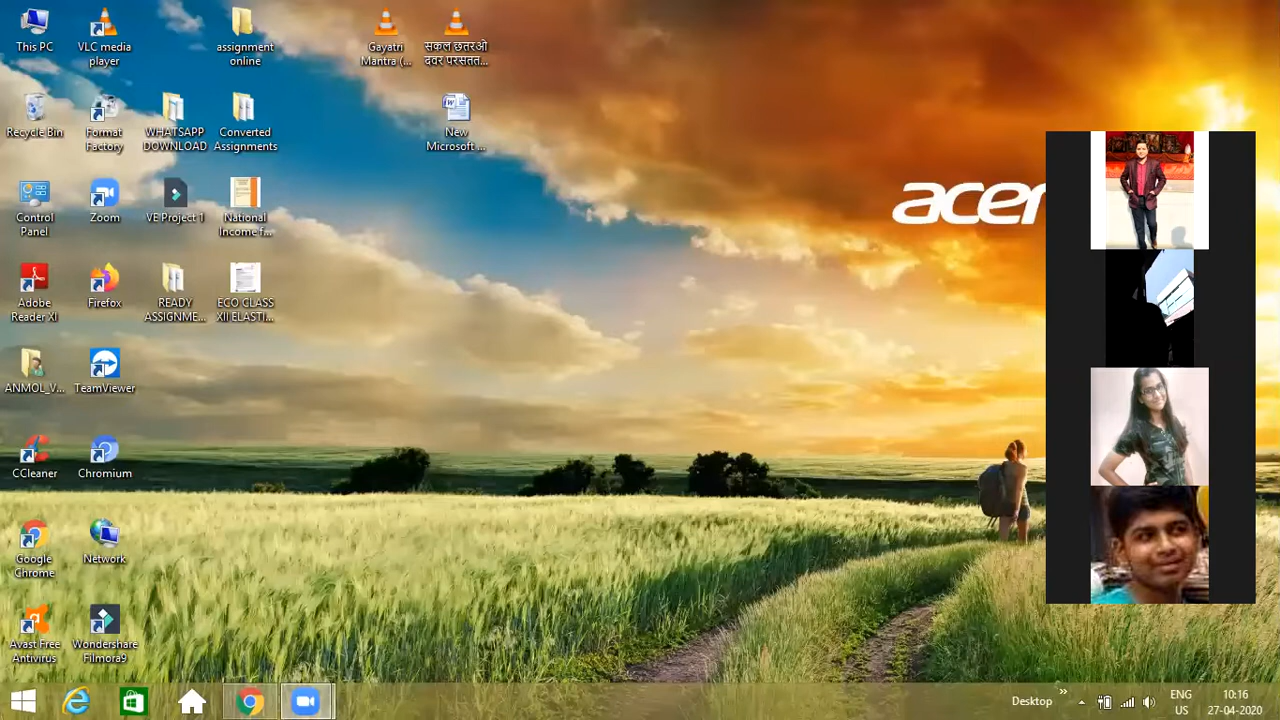 This PC
VLC media
player
assignment
online
Gayatri
Mantra (...
सकल छतरओ
दवर परसतत...
Recycle Bin
Format
Factory
WHATSAPP
DOWNLOAD
Converted
Assignments
New
Microsoft ...
Control
Panel
Zoom
VE Project 1
National
Income f...
acer
Adobe
Reader XI
Firefox
READY
ASSIGNME...
ECO CLASS
XII ELASTI...
ANMOL_V...
TeamViewer
CCleaner
Chromium
Google
Chrome
Network
Avast Free
Antivirus
Wondershare
Filmora9
Desktop
ENG
US
10:16
27-04-2020